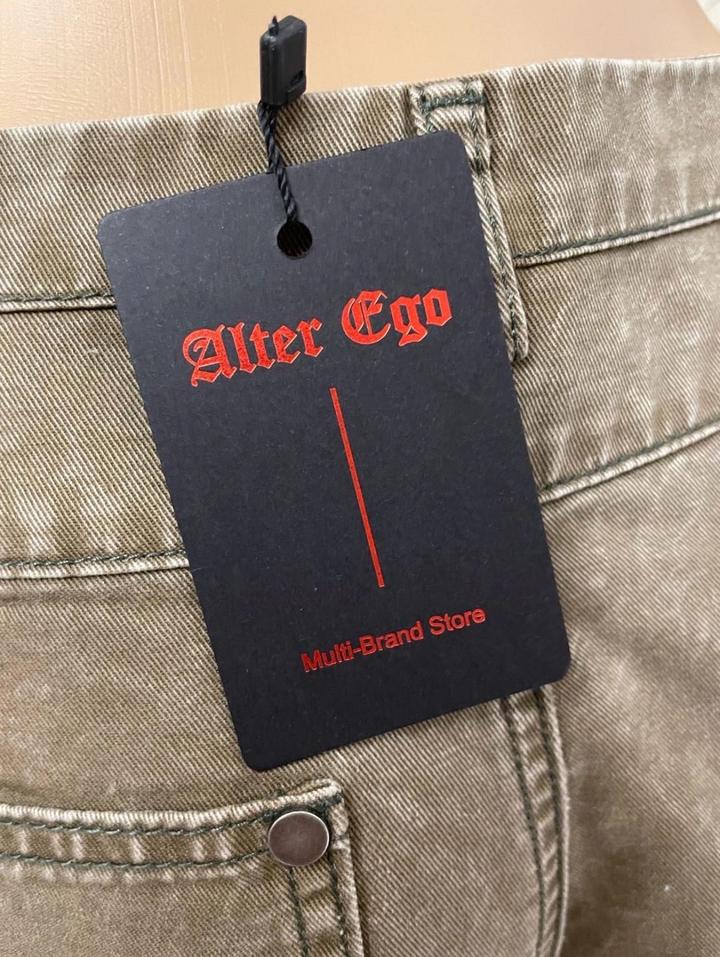 Alter Ego
Multi-Brand Store